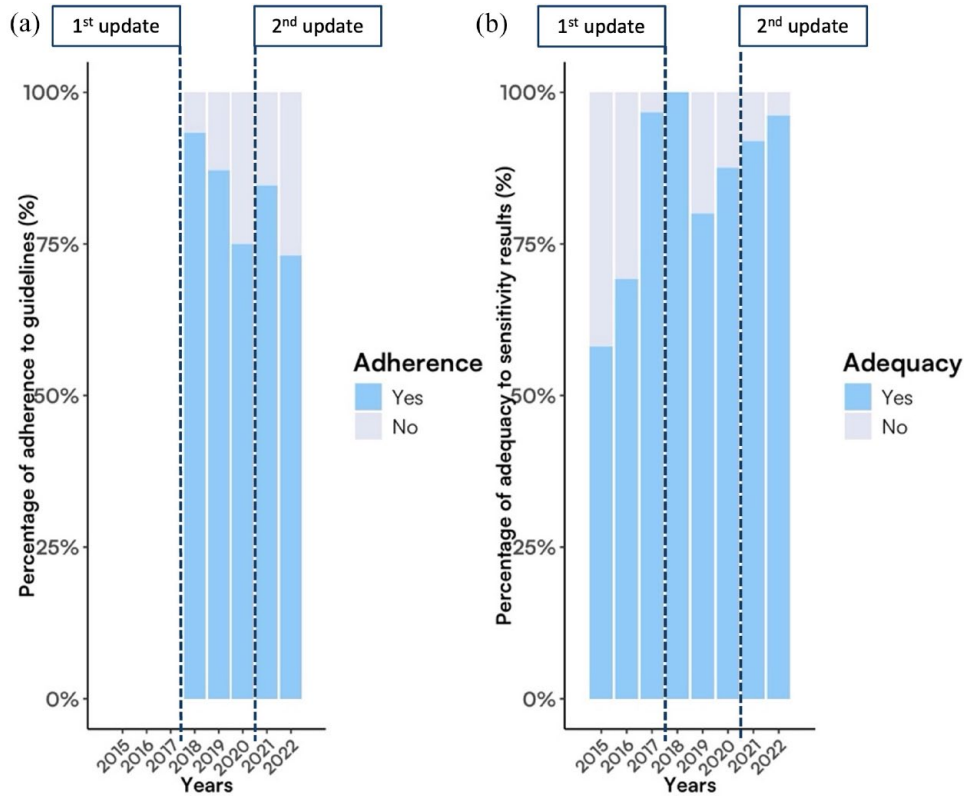 (a)
1st update
2nd update
Percentage of adherence to guidelines (%)
100%
75%
50%
25%
0%
2015
2016
2017
2018
2019
2020
2021
2022
Years
Adherence
Yes
No
(b)
1st update
2nd update
Percentage of adequacy to sensitivity results (%)
100%
75%
50%
25%
0%
2015
2016
2017
2018
2019
2020
2021
2022
Years
Adequacy
Yes
No